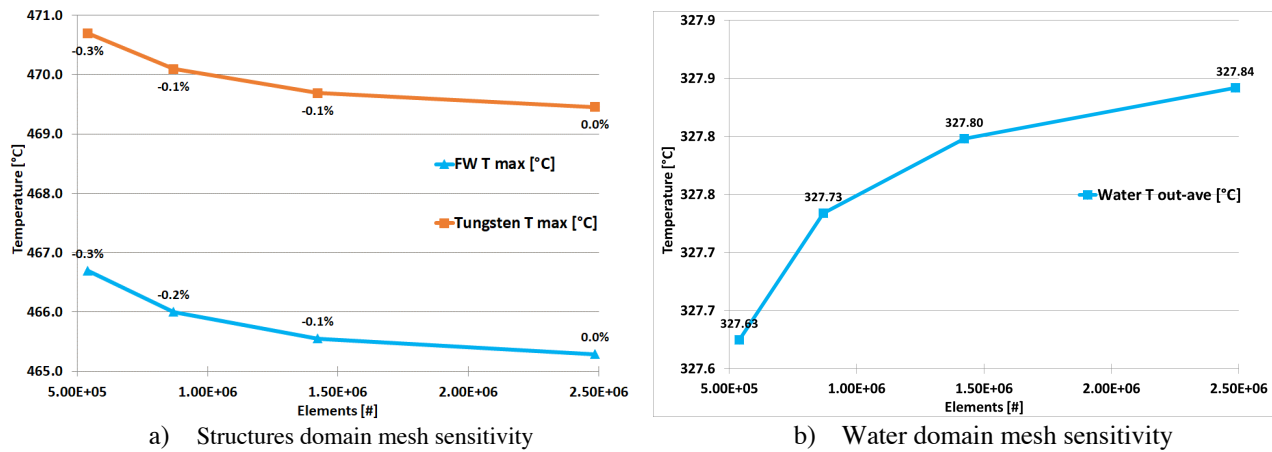 471.0
470.0
469.0
468.0
467.0
466.0
465.0
Temperature [°C]
-0.3%
-0.1%
-0.1%
0.0%
FW T max [°C]
Tungsten T max [°C]
-0.3%
-0.2%
-0.1%
0.0%
5.00E+05
1.00E+06
1.50E+06
2.00E+06
2.50E+06
Elements [#]
a) Structures domain mesh sensitivity
327.9
327.9
327.8
327.8
327.7
327.7
327.6
Temperature [°C]
327.84
327.80
327.73
327.63
Water T out-ave [°C]
5.00E+05
1.00E+06
1.50E+06
2.00E+06
2.50E+06
Elements [#]
b) Water domain mesh sensitivity